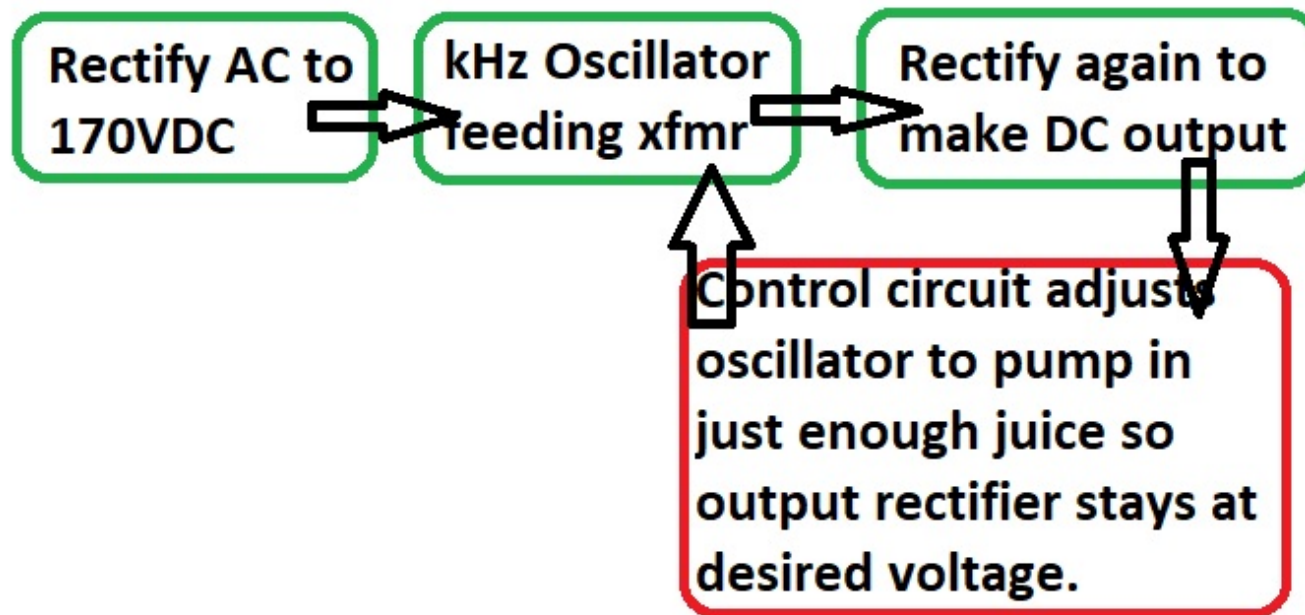 Rectify AC to
170VDC
kHz Oscillator
feeding xfmr
Rectify again to
make DC output
Control circuit adjusts
oscillator to pump in
just enough juice so
output rectifier stays at
desired voltage.